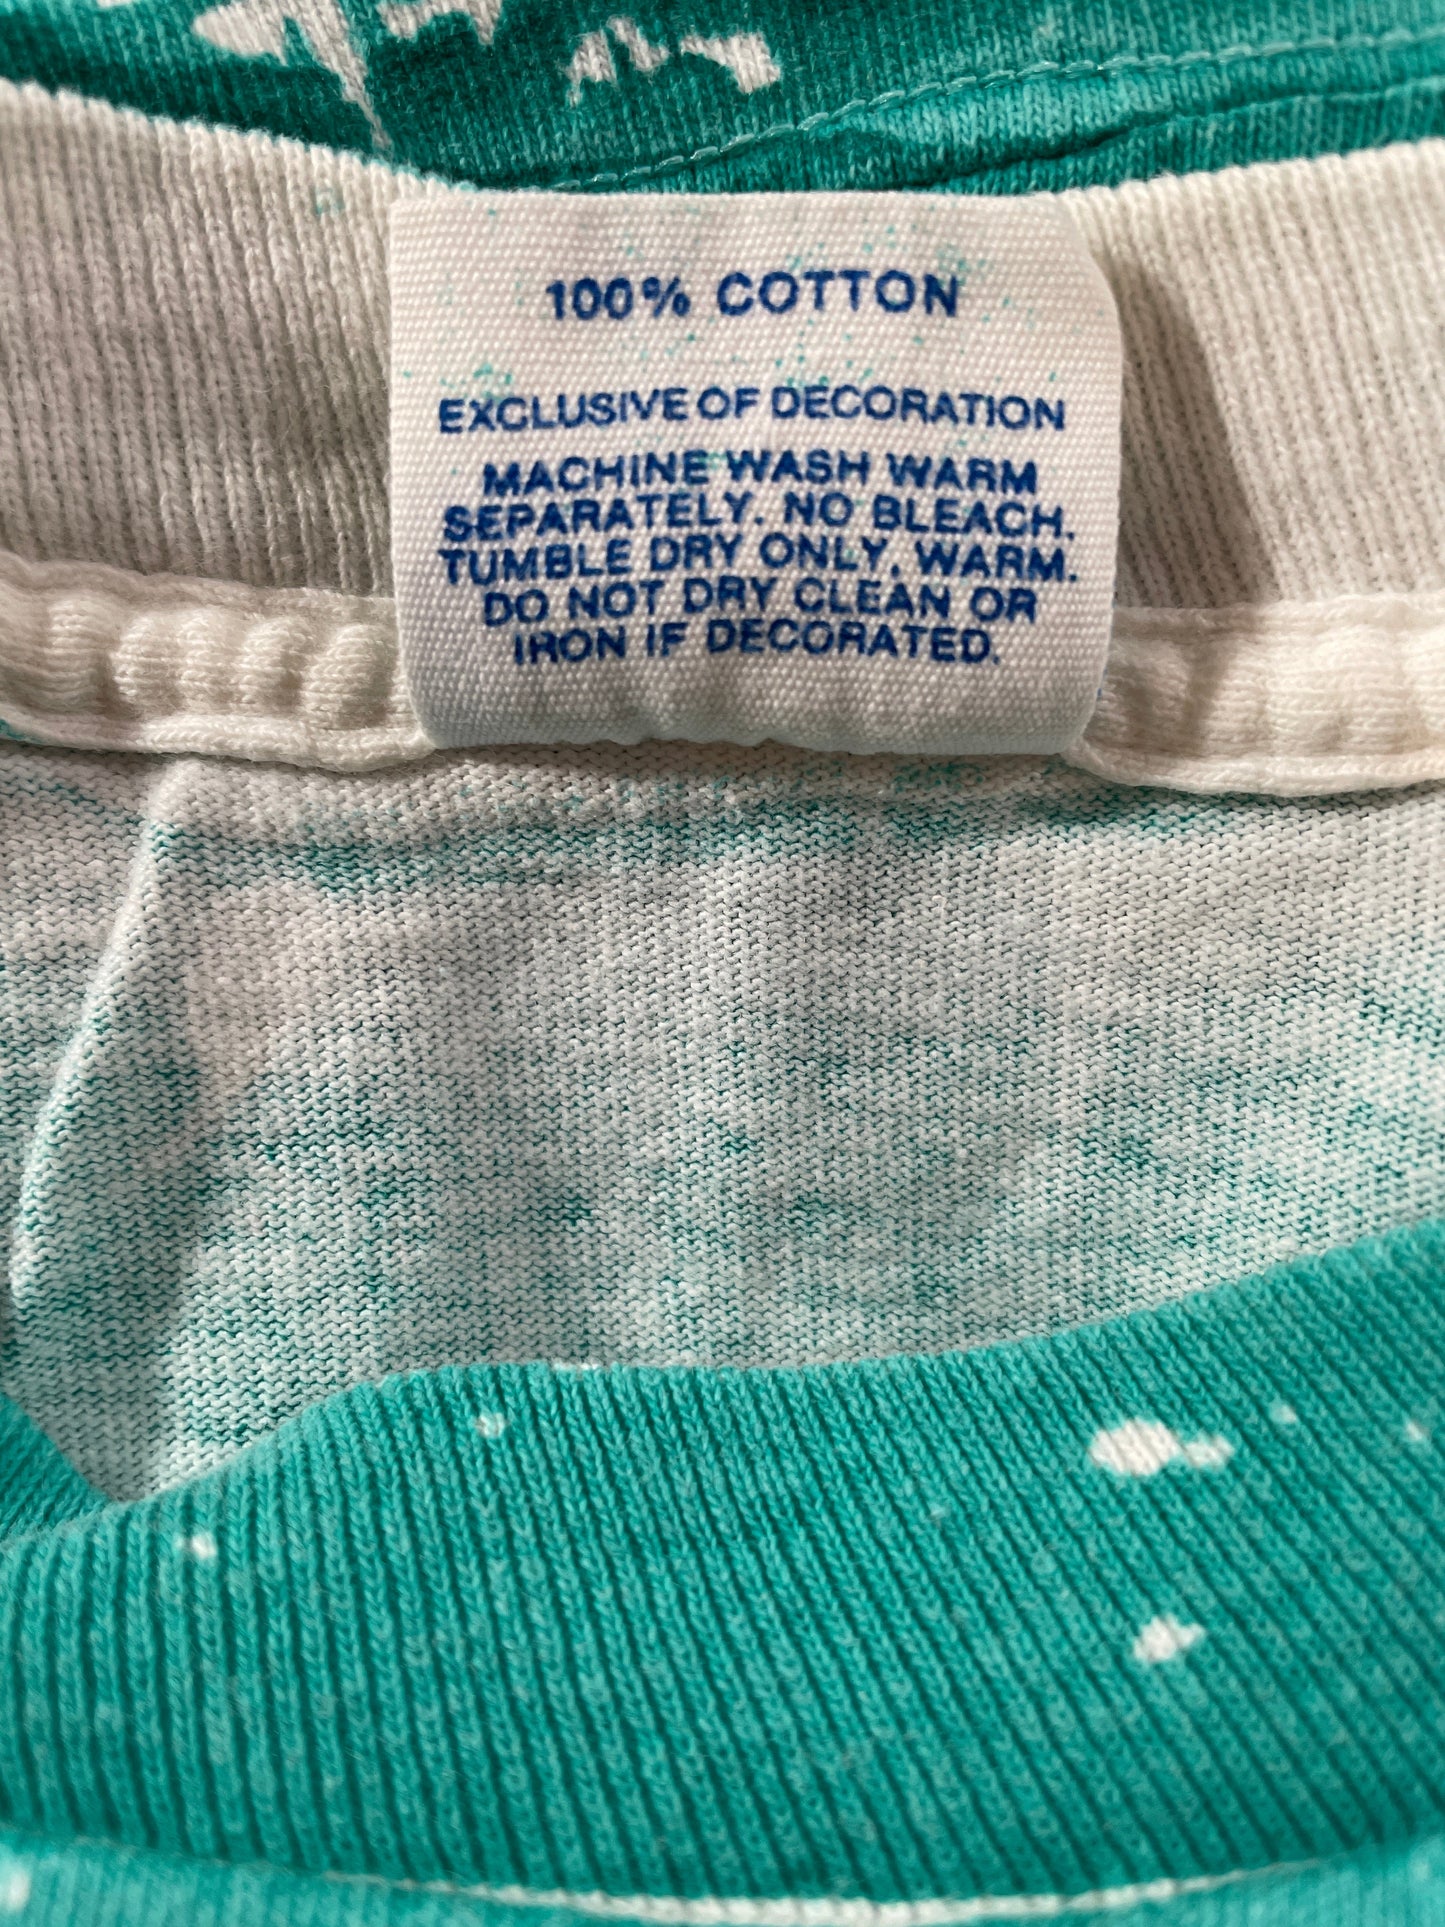 100% COTTON
EXCLUSIVE OF DECORATION
MACHINE WASH WARM
SEPARATELY. NO BLEACH.
TUMBLE DRY ONLY, WARM.
DO NOT DRY CLEAN OR
IRON IF DECORATED.